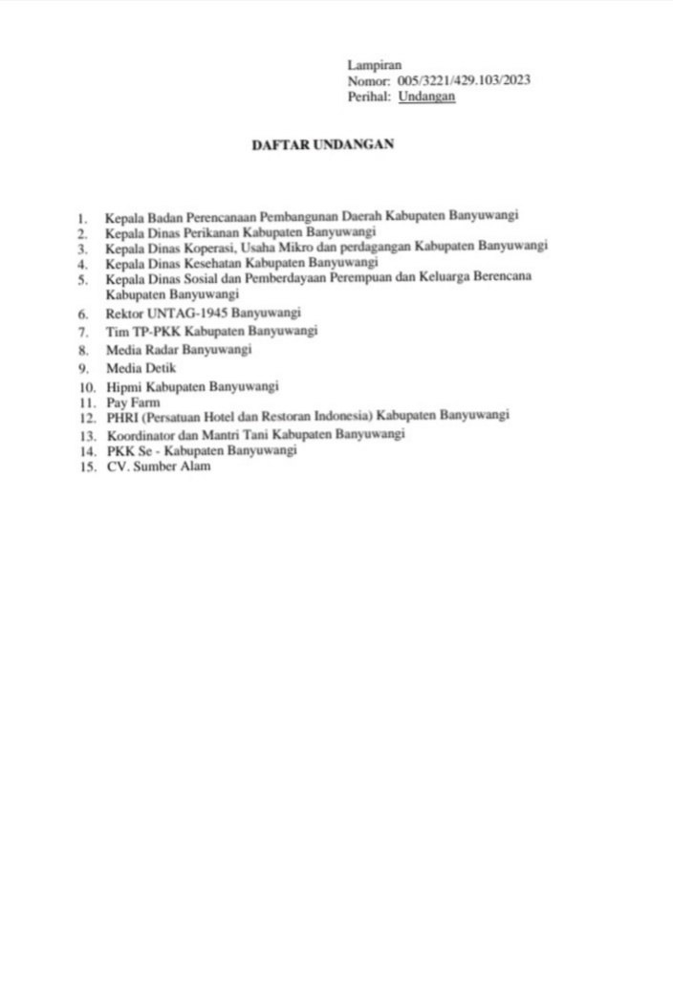 Lampiran
Nomor: 005/3221/429.103/2023
Perihal: Undangan
DAFTAR UNDANGAN
1. Kepala Badan Perencanaan Pembangunan Daerah Kabupaten Banyuwangi
2. Kepala Dinas Perikanan Kabupaten Banyuwangi
3. Kepala Dinas Koperasi, Usaha Mikro dan perdagangan Kabupaten Banyuwangi
4. Kepala Dinas Kesehatan Kabupaten Banyuwangi
5. Kepala Dinas Sosial dan Pemberdayaan Perempuan dan Keluarga Berencana
Kabupaten Banyuwangi
6. Rektor UNTAG-1945 Banyuwangi
7. Tim TP-PKK Kabupaten Banyuwangi
8. Media Radar Banyuwangi
9. Media Detik
10. Hipmi Kabupaten Banyuwangi
11. Pay Farm
12. PHRI (Persatuan Hotel dan Restoran Indonesia) Kabupaten Banyuwangi
13. Koordinator dan Mantri Tani Kabupaten Banyuwangi
14. PKK Se - Kabupaten Banyuwangi
15. CV. Sumber Alam